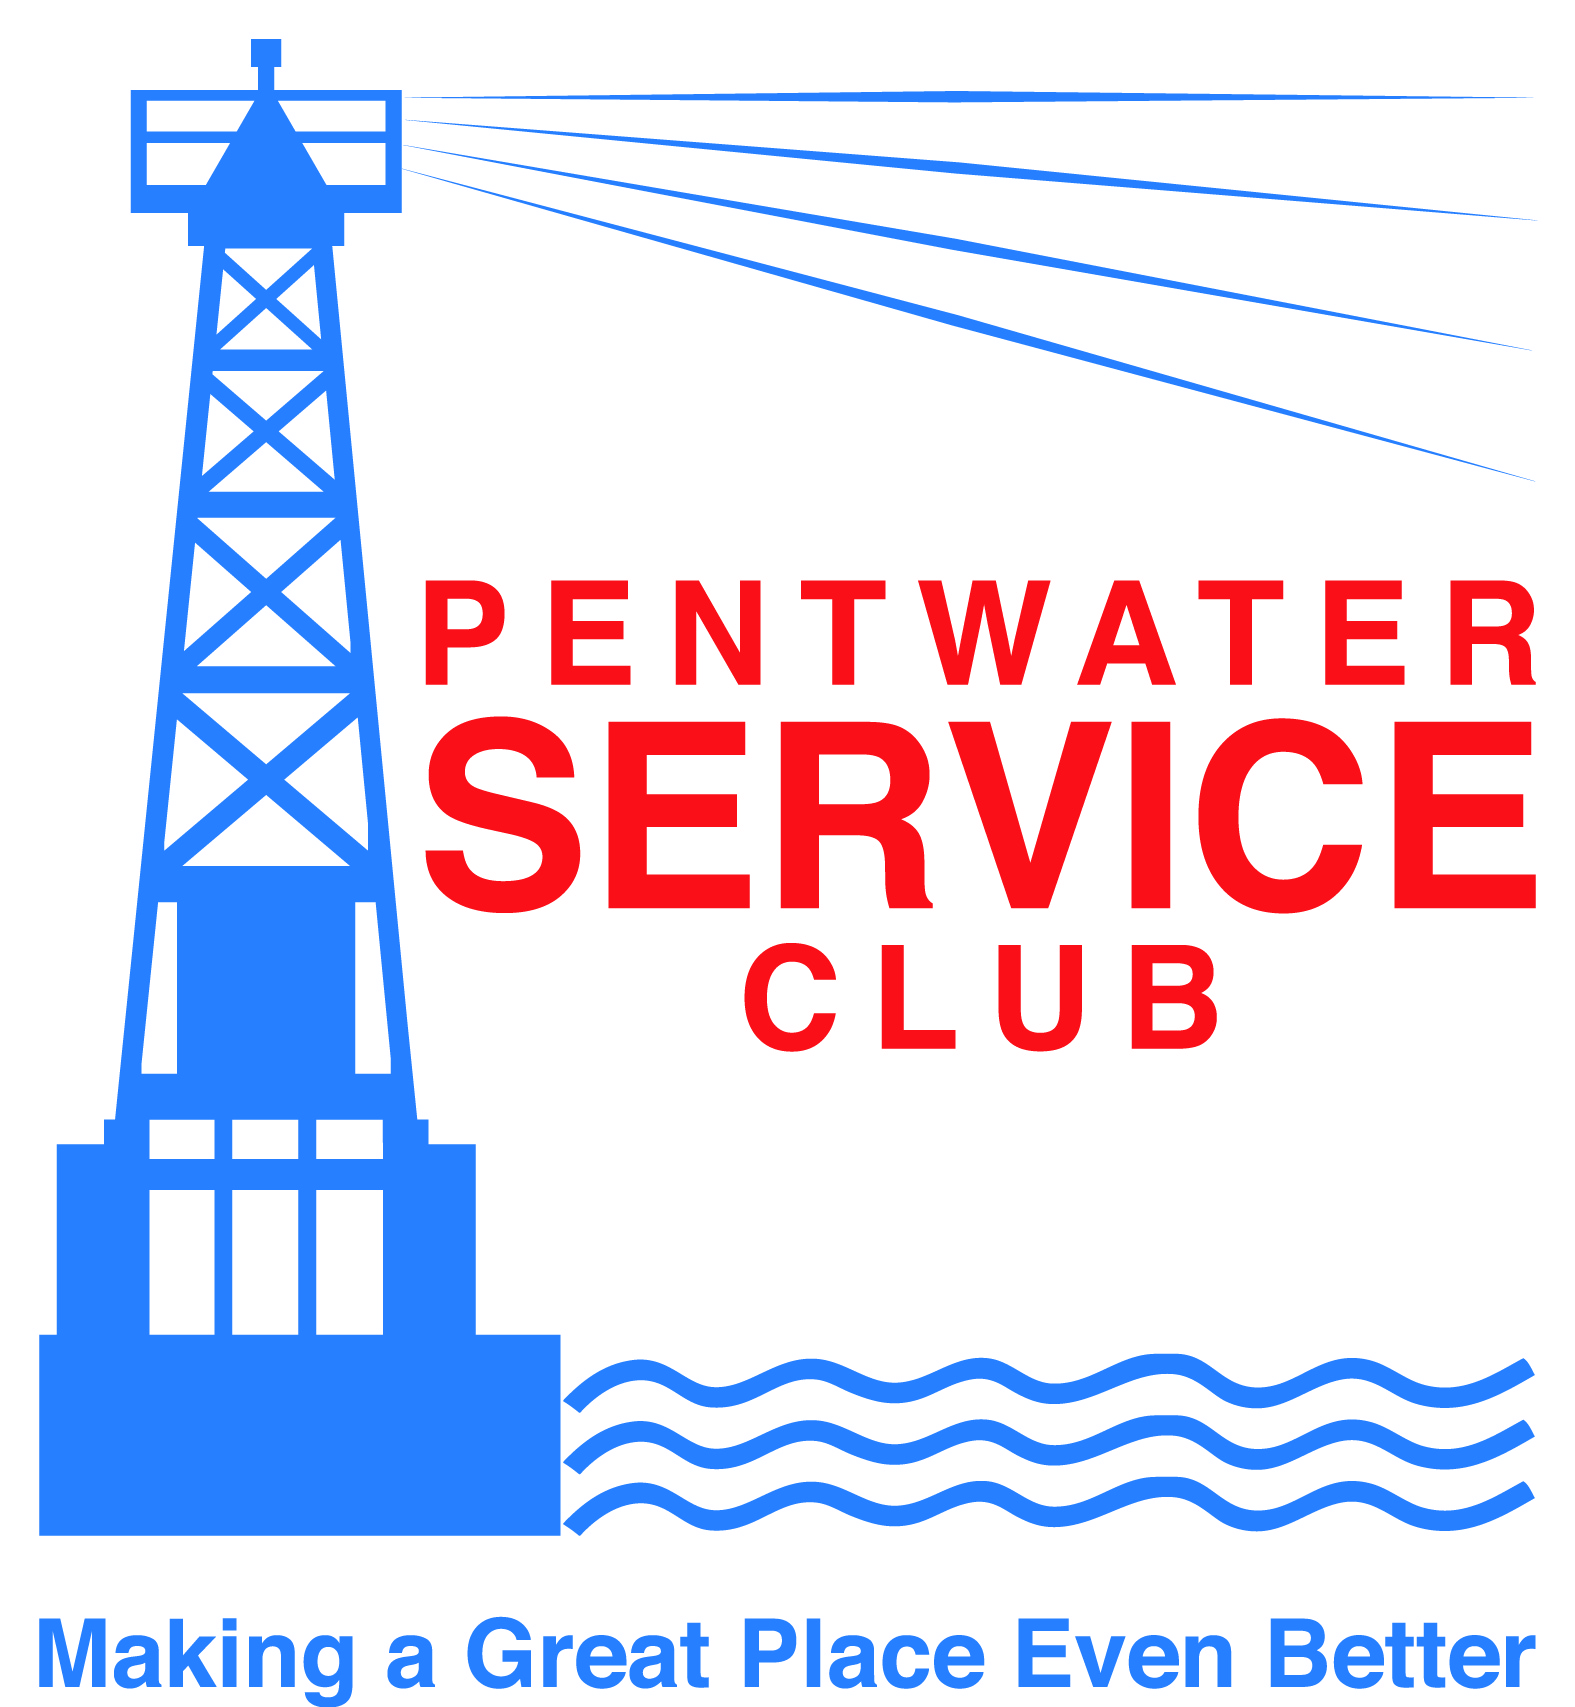 PENTWATER
SERVICE
CLUB
Making a Great Place Even Better